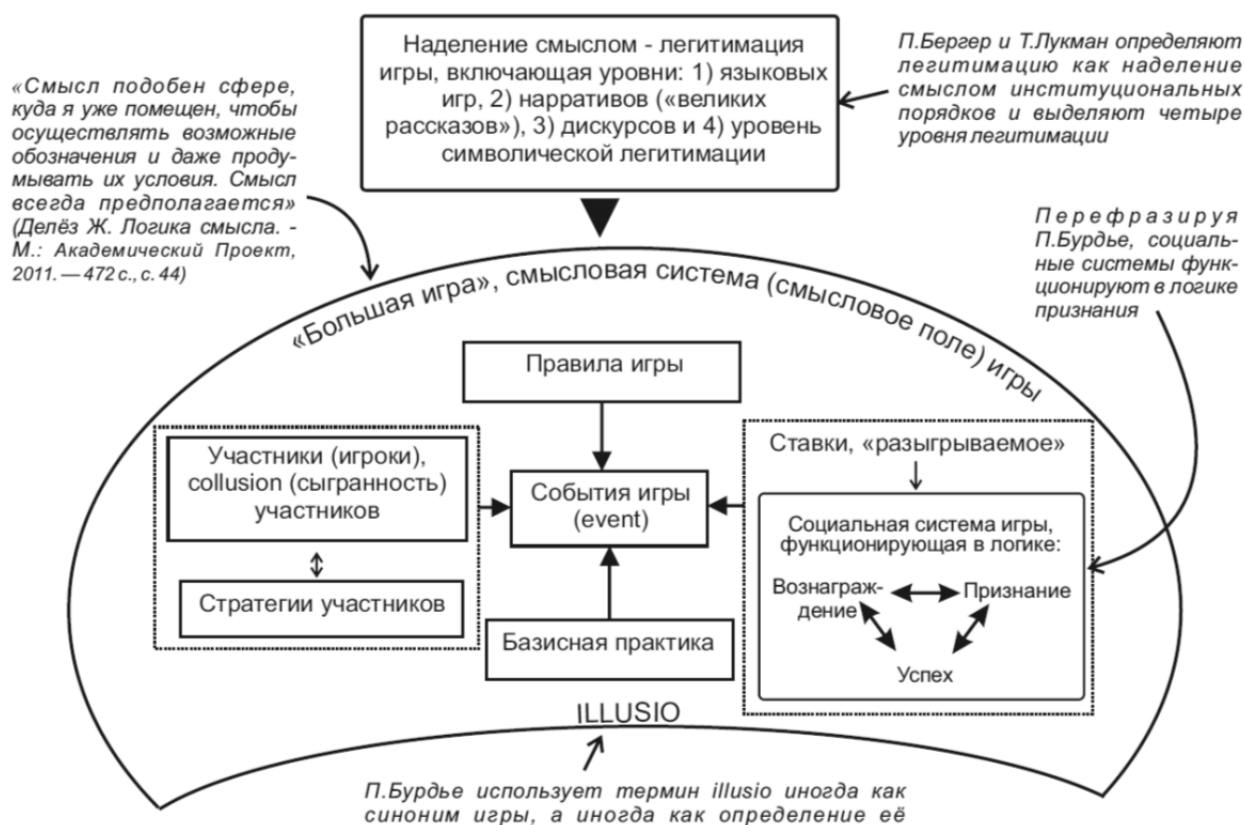 Наделение смыслом - легитимация
игры, включающая уровни: 1) языковых
игр, 2) нарративов («великих
рассказов»), 3) дискурсов и 4) уровень
символической легитимации
П.Бергер и Т.Лукман определяют
легитимацию как наделение
смыслом институциональных
порядков и выделяют четыре
уровня легитимации
«Смысл подобен сфере,
куда я уже помещен, чтобы
осуществлять возможные
обозначения и даже проду-
мывать их условия. Смысл
всегда предполагается»
(Делёз Ж. Логика смысла. -
М.: Академический Проект,
2011. — 472 с., с. 44)
Перефразируя
П.Бурдье, социаль-
ные системы функ-
ционируют в логике
признания
«Большая игра», смысловая система (смысловое поле) игры
Правила игры
Участники (игроки),
collusion (сыгранность)
участников
Стратегии участников
События игры
(event)
Базисная практика
Ставки, «разыгрываемое»
Социальная система игры,
функционирующая в логике:
Вознаграж-
дение
Признание
Успех
ILLUSIO
П.Бурдье использует термин illusio иногда как
синоним игры, а иногда как определение её